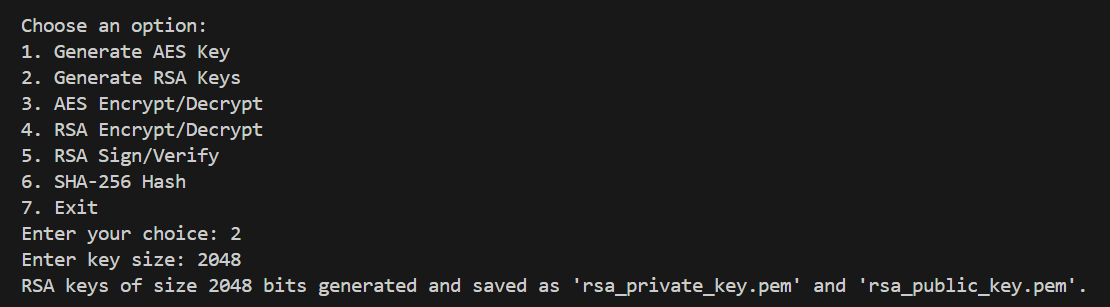 Choose an option:
1. Generate AES Key
2. Generate RSA Keys
3. AES Encrypt/Decrypt
4. RSA Encrypt/Decrypt
5. RSA Sign/Verify
6. SHA-256 Hash
7. Exit
Enter your choice: 2
Enter key size: 2048
RSA keys of size 2048 bits generated and saved as 'rsa_private_key.pem' and 'rsa_public_key.pem'.